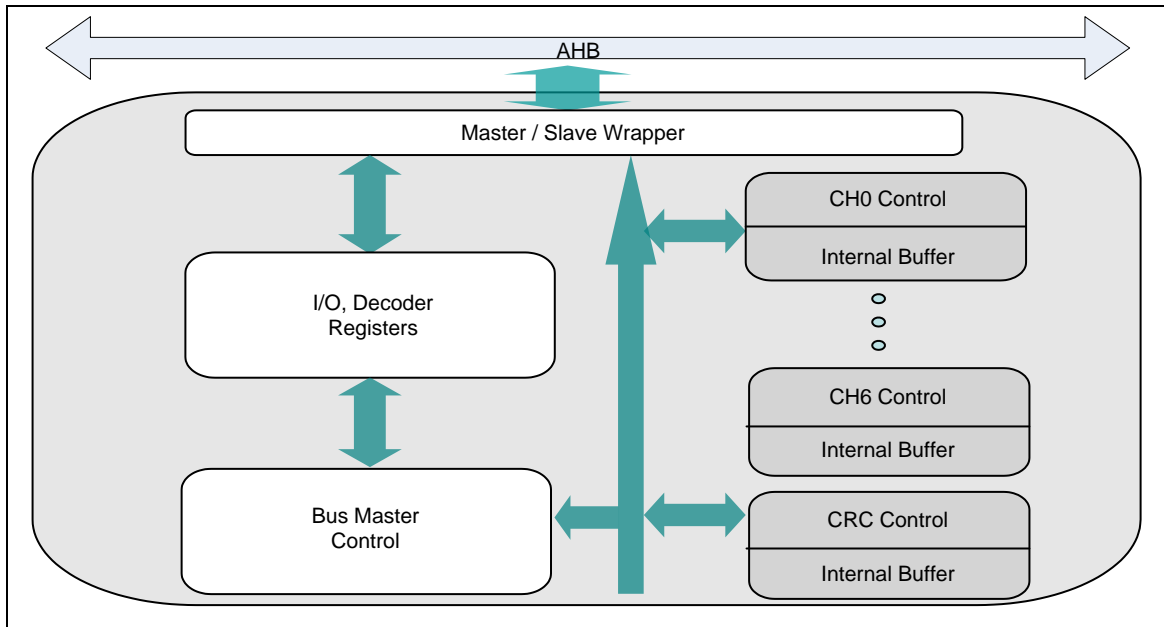 AHB
Master / Slave Wrapper
CH0 Control
Internal Buffer
I/O, Decoder
Registers
CH6 Control
Internal Buffer
Bus Master
Control
CRC Control
Internal Buffer